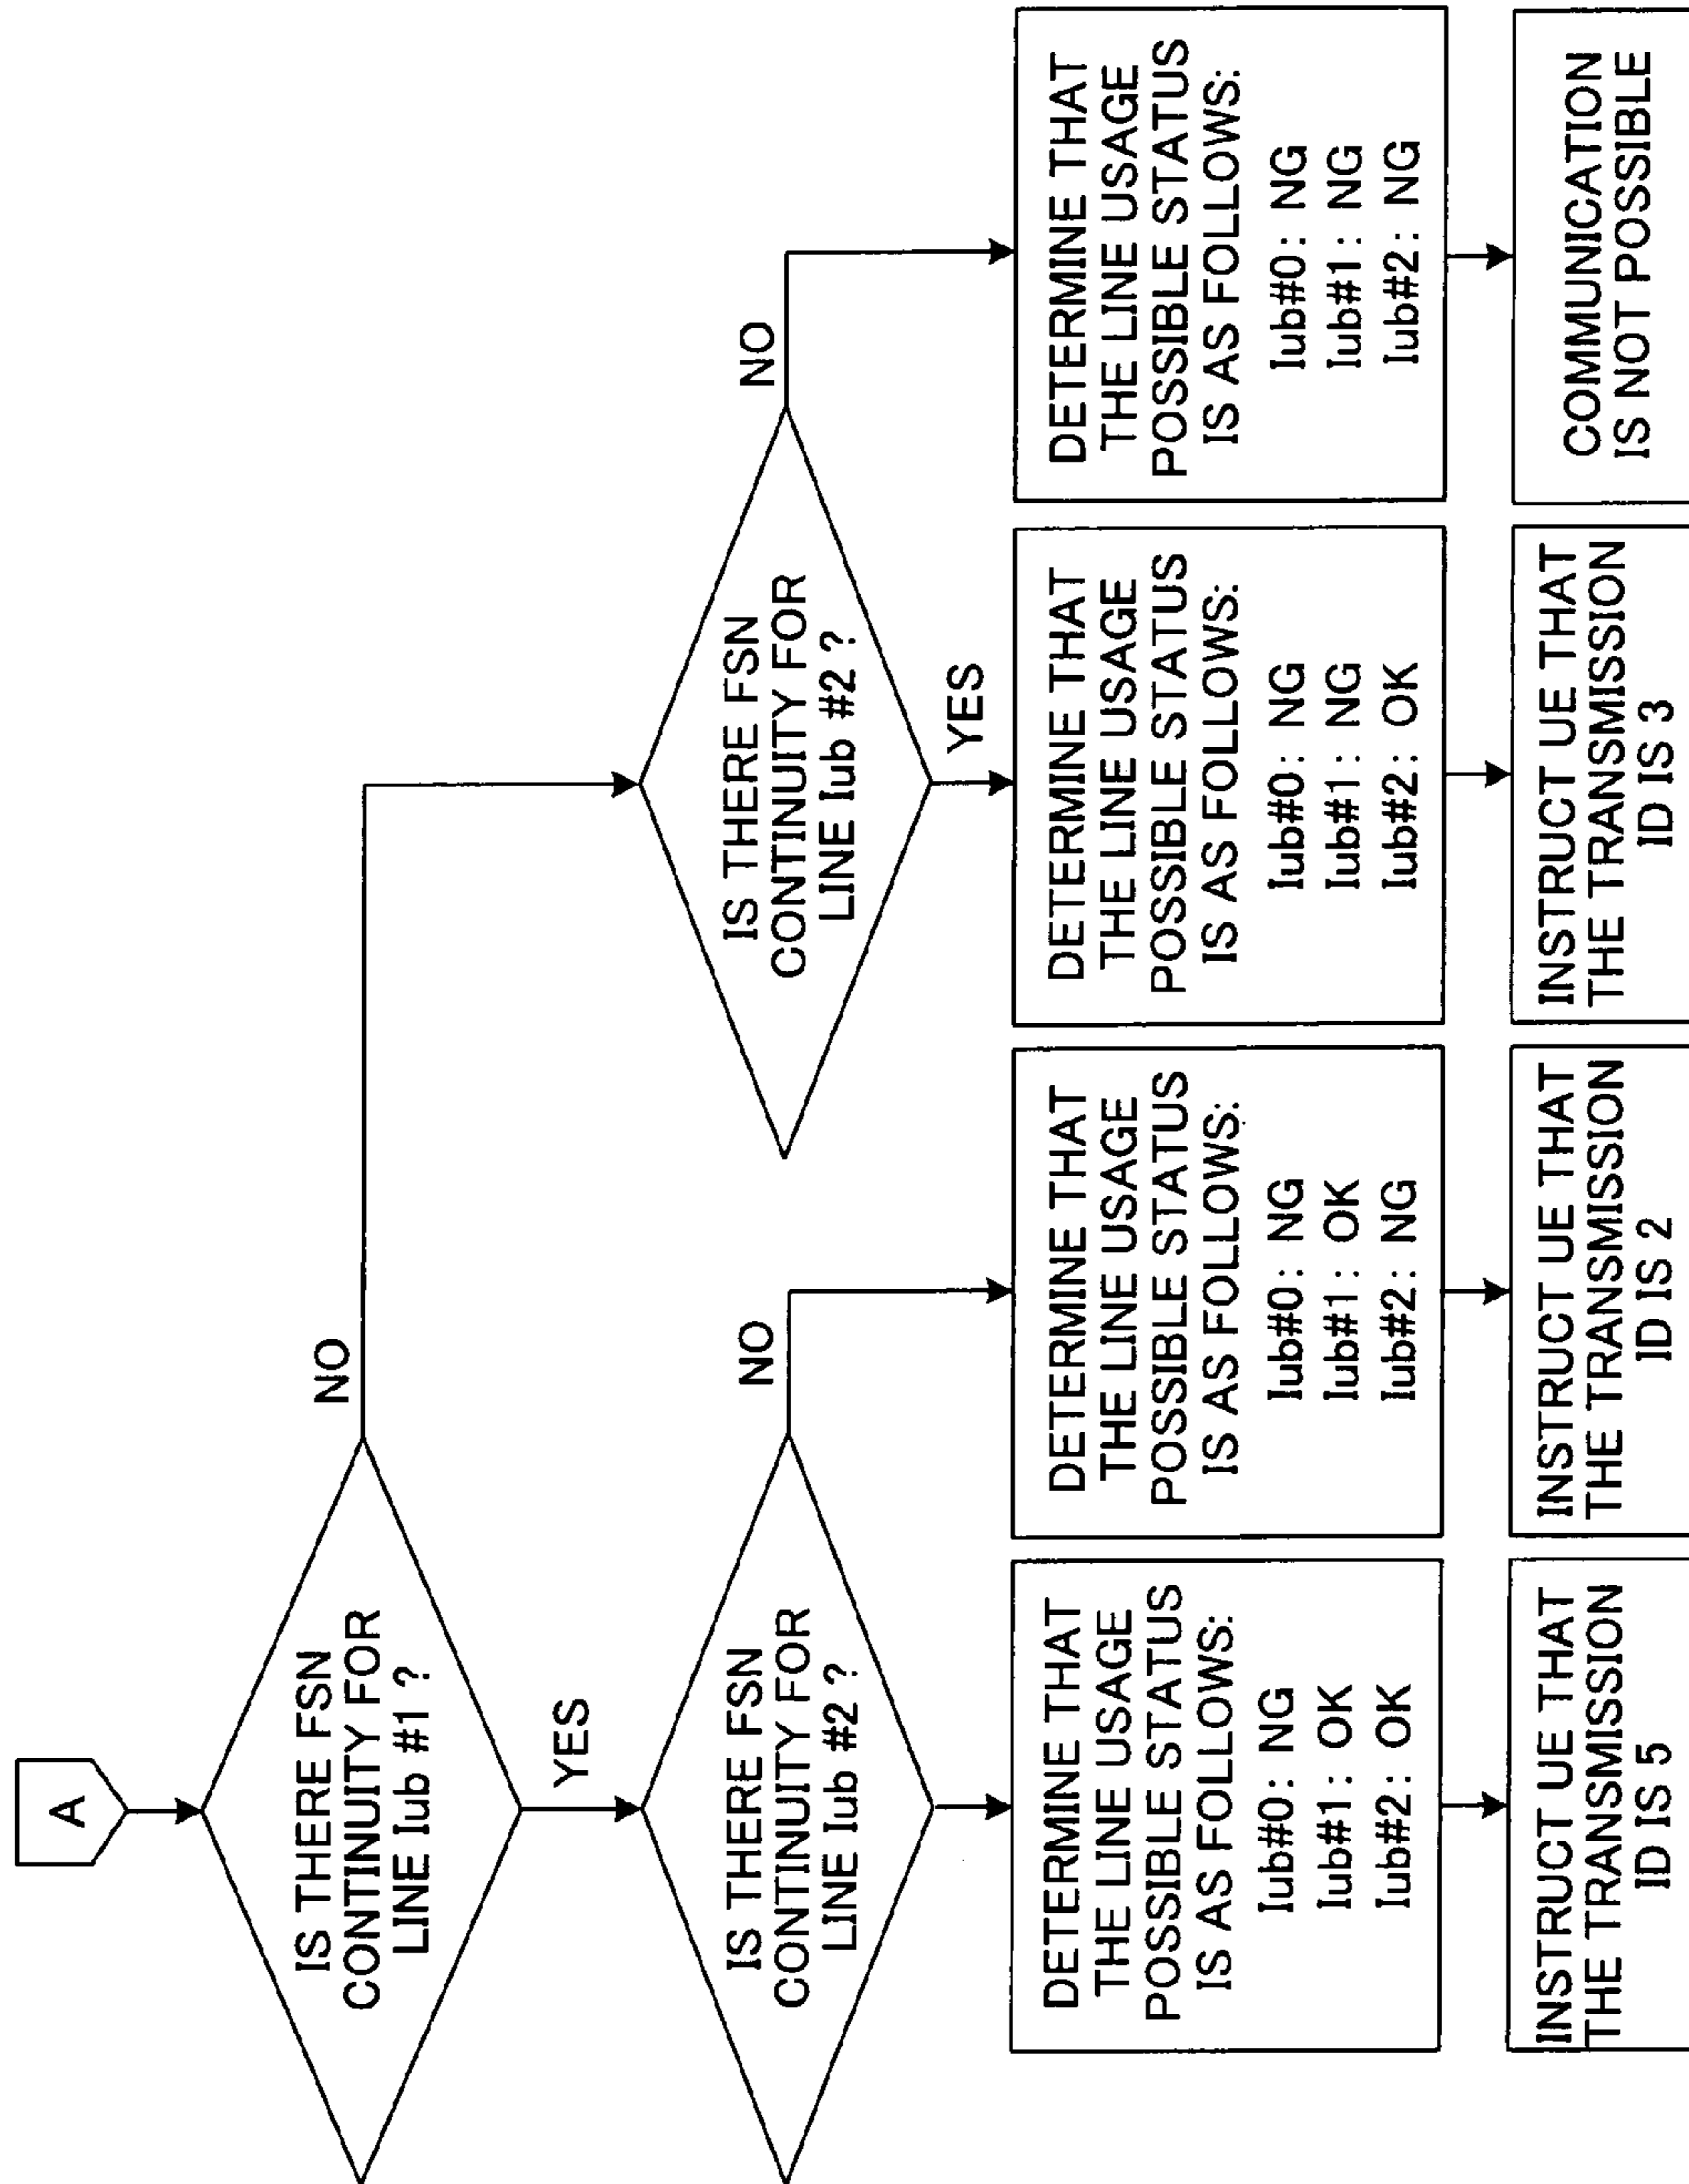 A
IS THERE FSN
CONTINUITY FOR
LINE Iub #1 ?
NO
YES
IS THERE FSN
CONTINUITY FOR
LINE Iub #2 ?
NO
IS THERE FSN
CONTINUITY FOR
LINE Iub #2 ?
NO
YES
DETERMINE THAT
THE LINE USAGE
POSSIBLE STATUS
IS AS FOLLOWS:
Iub#0: NG
Iub#1: OK
Iub#2: OK
DETERMINE THAT
THE LINE USAGE
POSSIBLE STATUS
IS AS FOLLOWS:
Iub#0: NG
Iub#1: OK
Iub#2: NG
DETERMINE THAT
THE LINE USAGE
POSSIBLE STATUS
IS AS FOLLOWS:
Iub#0: NG
Iub#1: NG
Iub#2: OK
DETERMINE THAT
THE LINE USAGE
POSSIBLE STATUS
IS AS FOLLOWS:
Iub#0: NG
Iub#1: NG
Iub#2: NG
INSTRUCT UE THAT
THE TRANSMISSION
ID IS 5
INSTRUCT UE THAT
THE TRANSMISSION
ID IS 2
INSTRUCT UE THAT
THE TRANSMISSION
ID IS 3
COMMUNICATION
IS NOT POSSIBLE